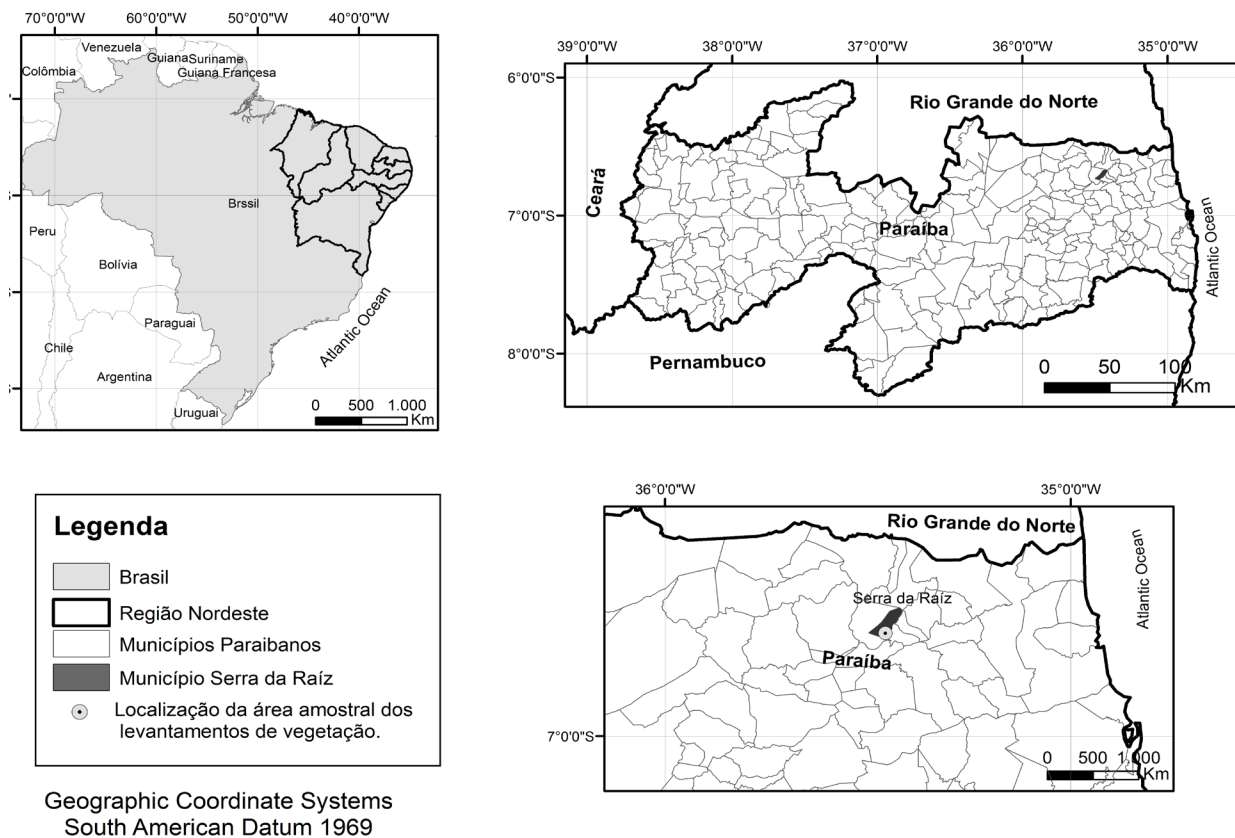 70°0'0"W 60°0'0"W 50°0'0"W 40°0'0"W
Venezuela
Guiana Suriname
Colômbia
Guiana Françesa
Brssil
Peru
Bolívia
Paraguai
Atlantic Ocean
Chile
Argentina
Uruguai
0 500 1.000
Km
39°0'0"W 38°0'0"W 37°0'0"W 36°0'0"W 35°0'0"W
6°0'0"S
Rio Grande do Norte
Ceará
7°0'0"S
Paraíba
Atlantic Ocean
8°0'0"S
Pernambuco
0 50 100
Km
Legenda
Brasil
Região Nordeste
Municípios Paraibanos
Município Serra da Raíz
Localização da área amostral dos
levantamentos de vegetação.
Geographic Coordinate Systems
South American Datum 1969
36°0'0"W 35°0'0"W
Rio Grande do Norte
Atlantic Ocean
Serra da Raíz
Paraíba
7°0'0"S
0 500 1.000
Km